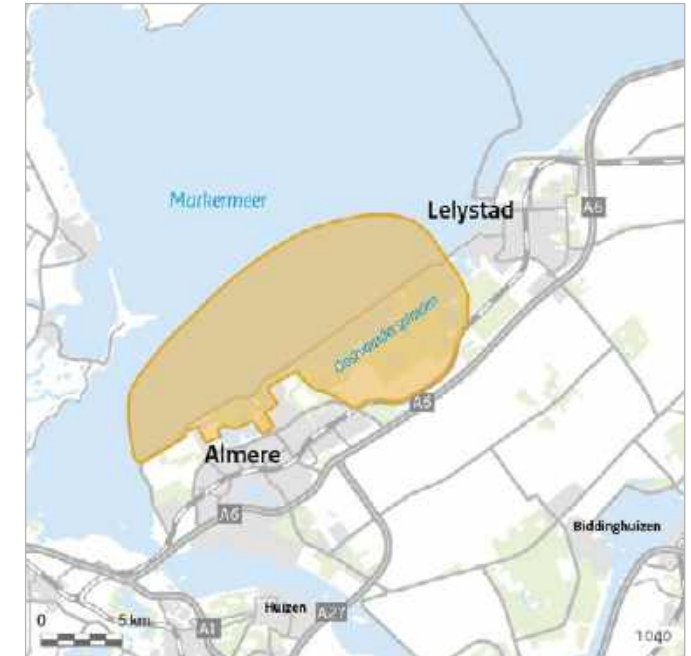 Markermeer
Lelystad
A6
Oostvaardersplassen
A6
Almere
A6
Biddinghuizen
Huizen
A27
A1
0 5 km
1040